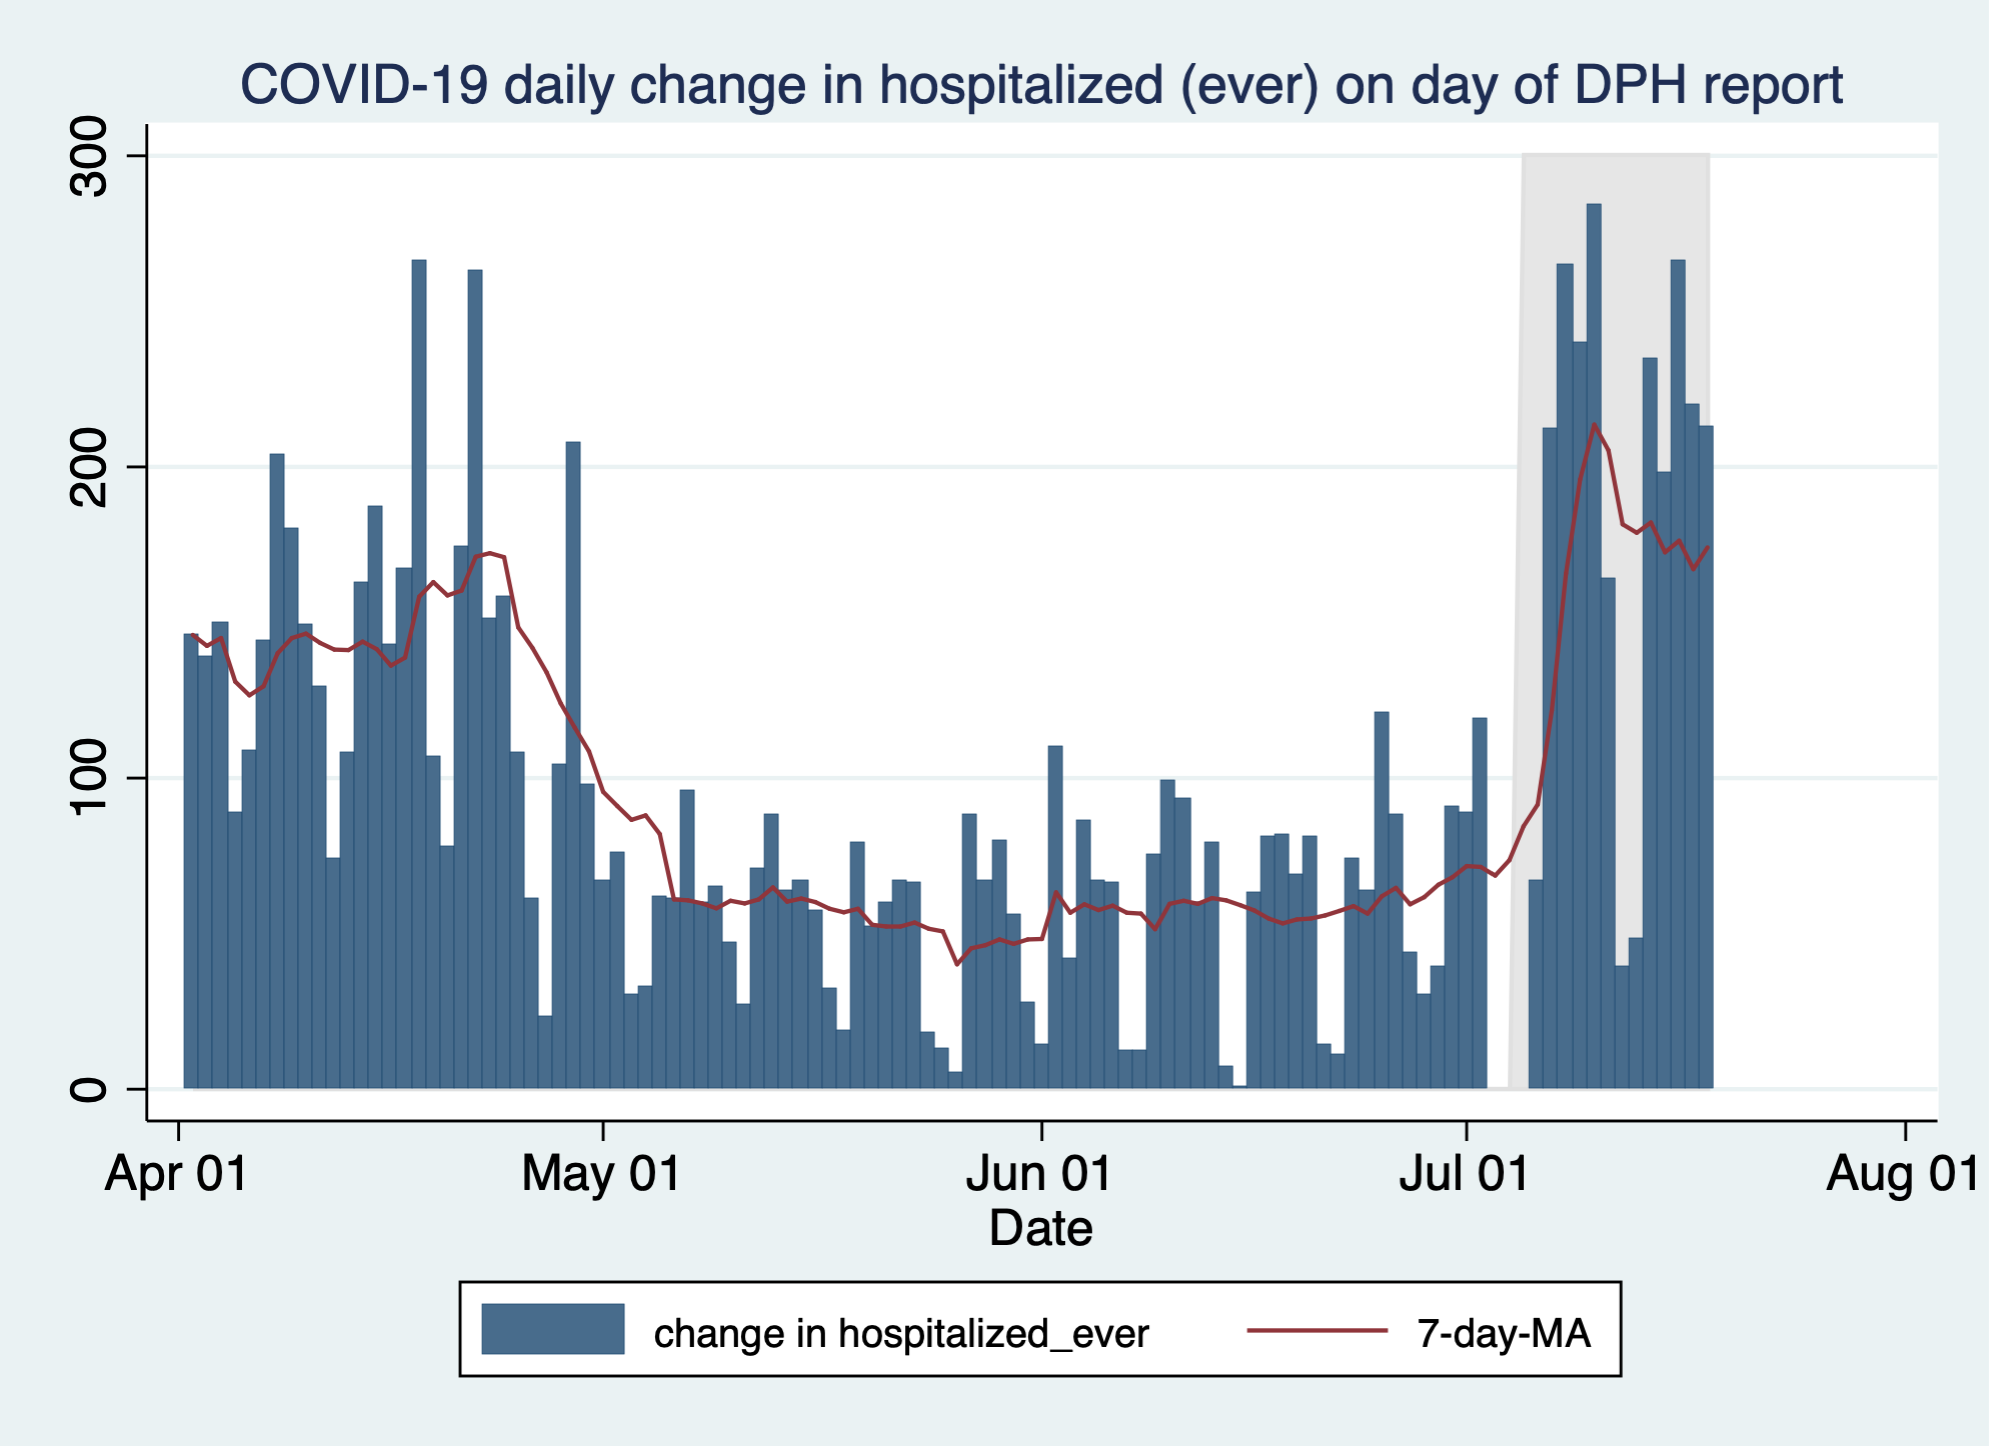 COVID-19 daily change in hospitalized (ever) on day of DPH report
300
200
100
0
Apr 01 May 01 Jun 01 Jul 01 Aug 01
Date
change in hospitalized_ever 7-day-MA